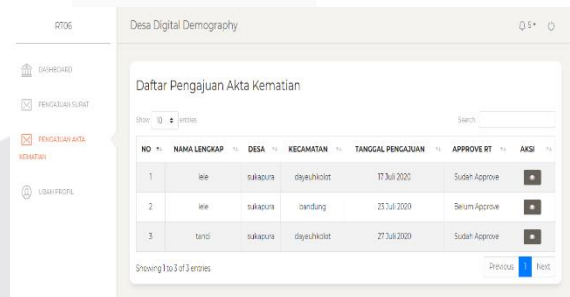 RT06
Desa Digital Demography
5
DASHBOARD
PENGAJUAN SURAT
PENGAJUAN AKTA
KEMATIAN
UBAH PROFIL
Daftar Pengajuan Akta Kematian
Show 10 entries
Search:
NO NAMA LENGKAP DESA KECAMATAN TANGGAL PENGAJUAN APPROVE RT AKSI
1 lele sukapura dayeuhkolot 17 Juli 2020 Sudah Approve
2 lele sukapura bandung 23 Juli 2020 Belum Approve
3 sukapura dayeuhkolot 27 Juli 2020 Sudah Approve
Showing 1 to 3 of 3 entries
Previous 1 Next